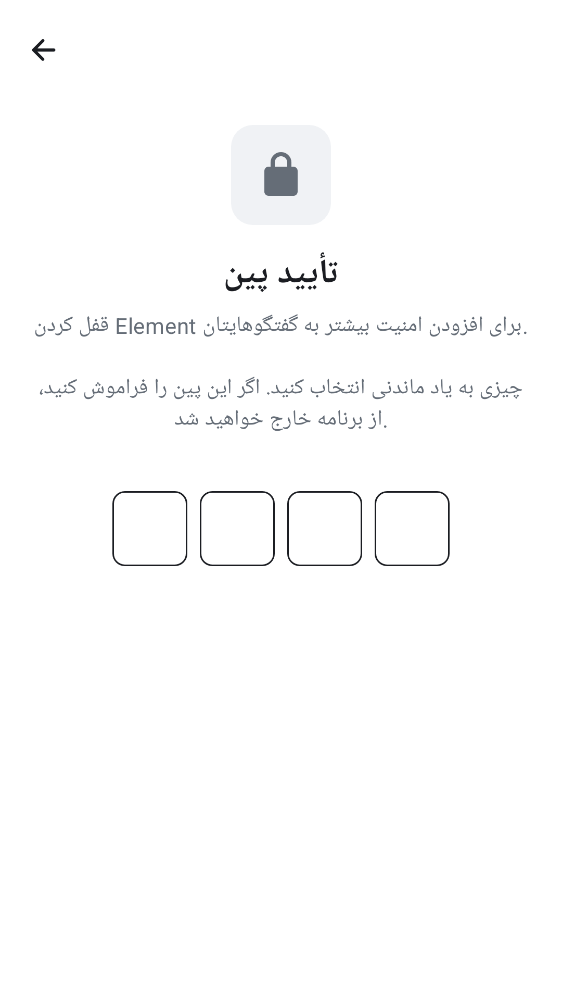 تأیید پین
قفل کردن Element برای افزودن امنیت بیشتر به گفتگوهایتان.
چیزی به یاد ماندنی انتخاب کنید. اگر این پین را فراموش کنید،
از برنامه خارج خواهید شد.